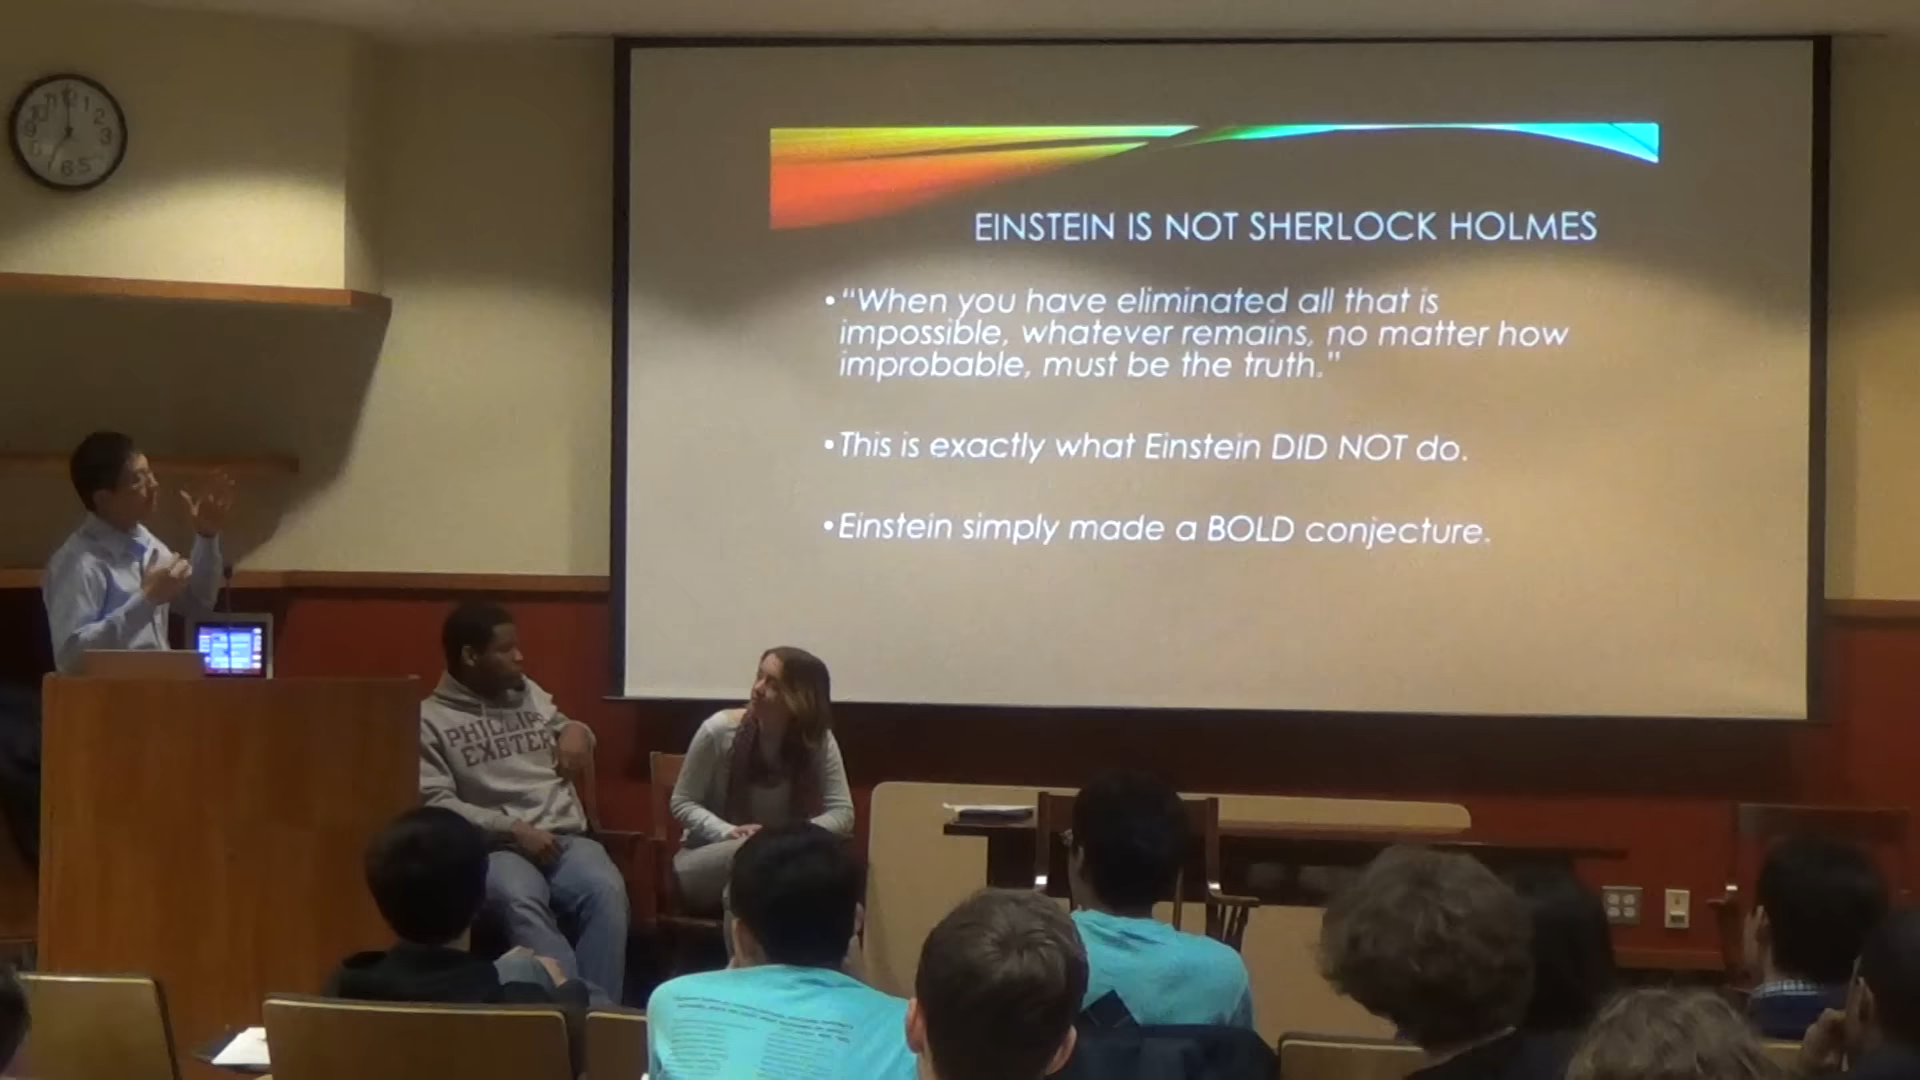 EINSTEIN IS NOT SHERLOCK HOLMES
•“When you have eliminated all that is
impossible, whatever remains, no matter how
improbable, must be the truth.”
•This is exactly what Einstein DID NOT do.
•Einstein simply made a BOLD conjecture.
PHILLIPS
EXETER